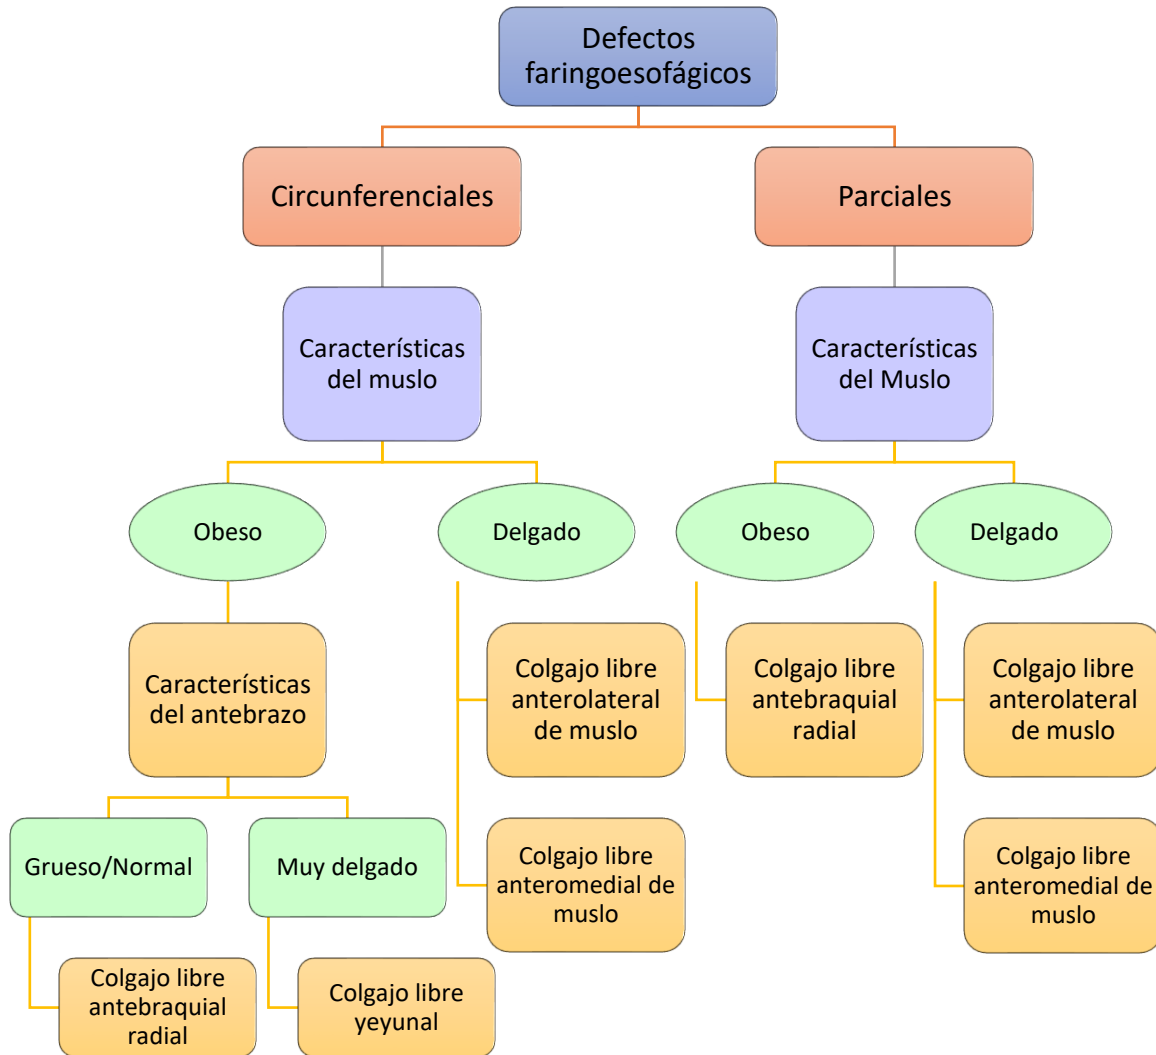 Defectos
faringoesofágicos
Circunferenciales
Parciales
Características
del muslo
Características
del Muslo
Obeso
Delgado
Obeso
Delgado
Características
del antebrazo
Colgajo libre
anterolateral
de muslo
Colgajo libre
antebraquial
radial
Colgajo libre
anterolateral
de muslo
Grueso/Normal
Muy delgado
Colgajo libre
anteromedial de
muslo
Colgajo libre
anteromedial de
muslo
Colgajo libre
antebraquial
radial
Colgajo libre
yeyunal